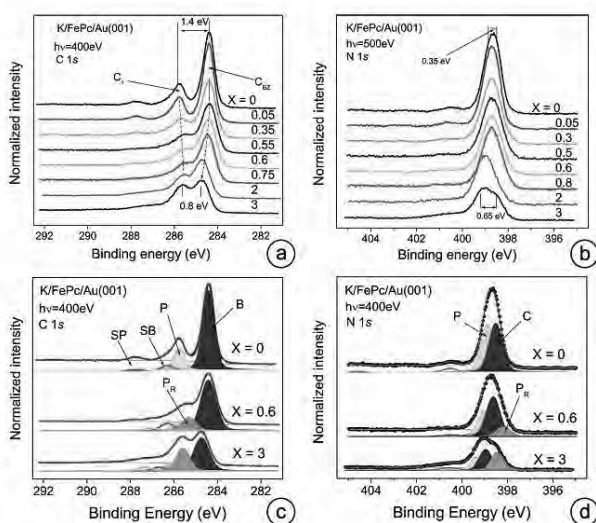 1.4 eV
K/FePc/Au(001)
hν=400eV
C 1s
C_BZ
X = 0
0.05
0.35
0.55
0.6
0.75
2
3
0.8 eV
Normalized intensity
292 290 288 286 284 282
Binding energy (eV)
a
K/FePc/Au(001)
hν=500eV
N 1s
0.35 eV
X = 0
0.05
0.3
0.5
0.6
0.8
2
3
0.65 eV
Normalized intensity
404 402 400 398 396
Binding energy (eV)
b
K/FePc/Au(001)
hν=400eV
C 1s
SP
SB
P
B
X = 0
P_R
X = 0.6
X = 3
Normalized intensity
292 290 288 286 284 282
Binding Energy (eV)
c
K/FePc/Au(001)
hν=400eV
N 1s
P
C
X = 0
P_R
X = 0.6
X = 3
Normalized intensity
404 402 400 398 396
Binding Energy (eV)
d